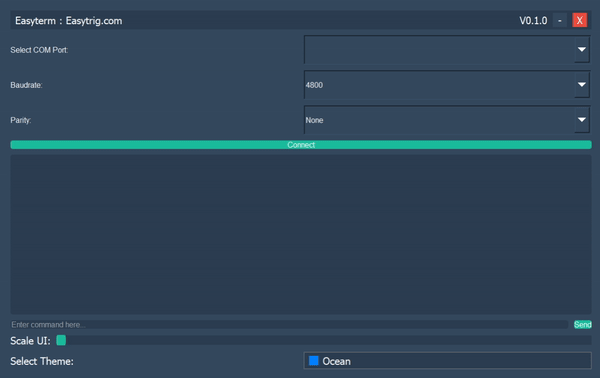 Easyterm : Easytrig.com V0.1.0 - X
Select COM Port:
Baudrate: 4800
Parity: None
Connect
Enter command here... Send
Scale UI:
Select Theme: Ocean